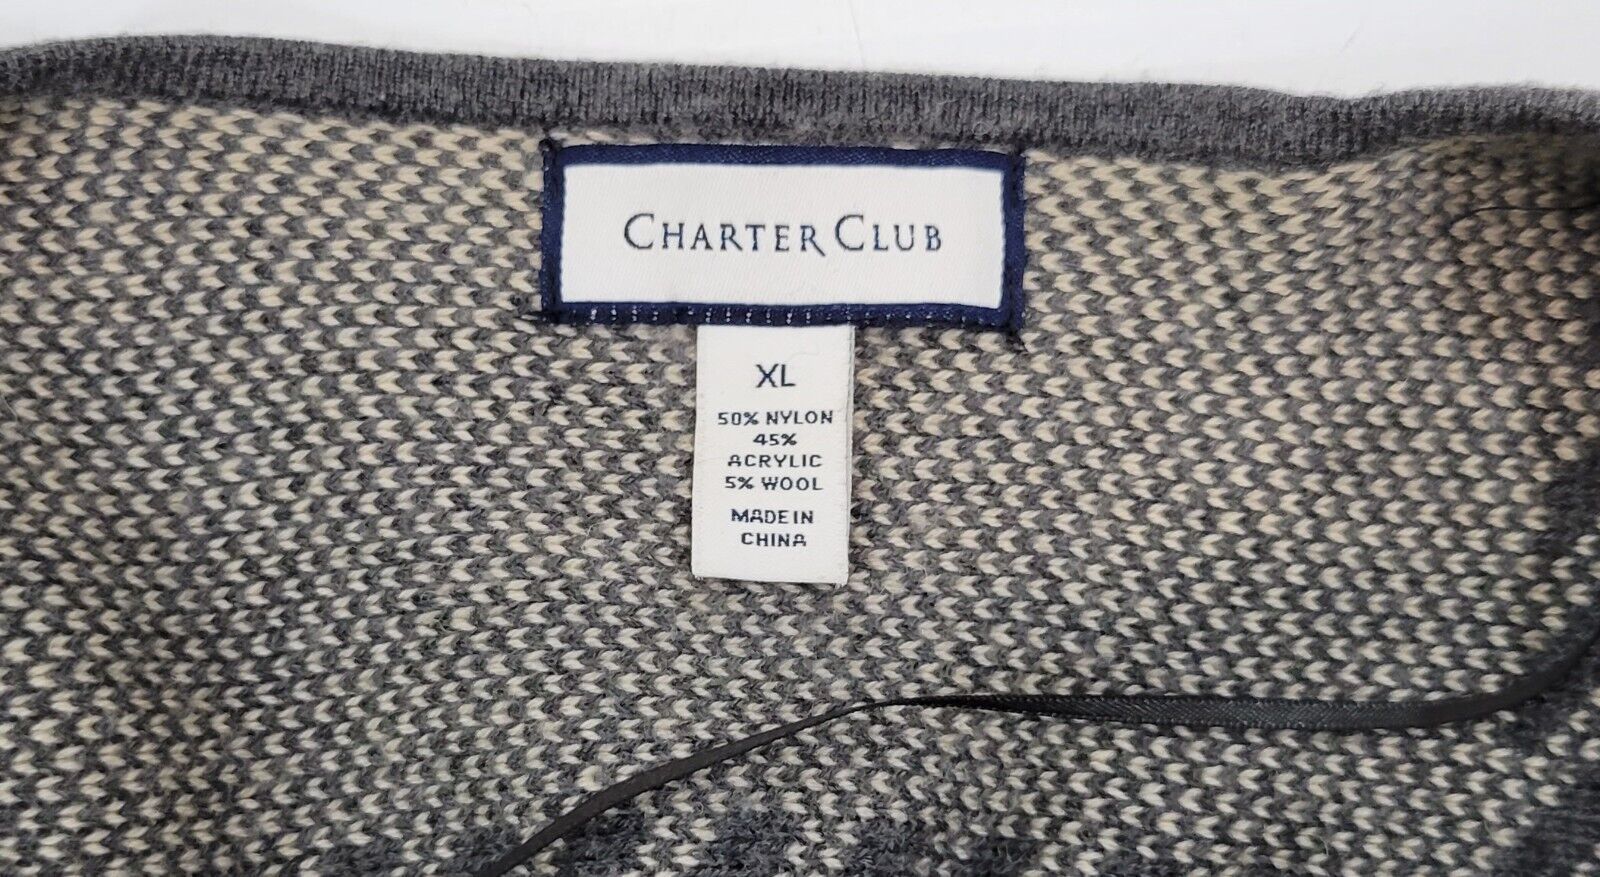 CHARTER CLUB
XL
50% NYLON
45%
ACRYLIC
5% WOOL
MADE IN
CHINA